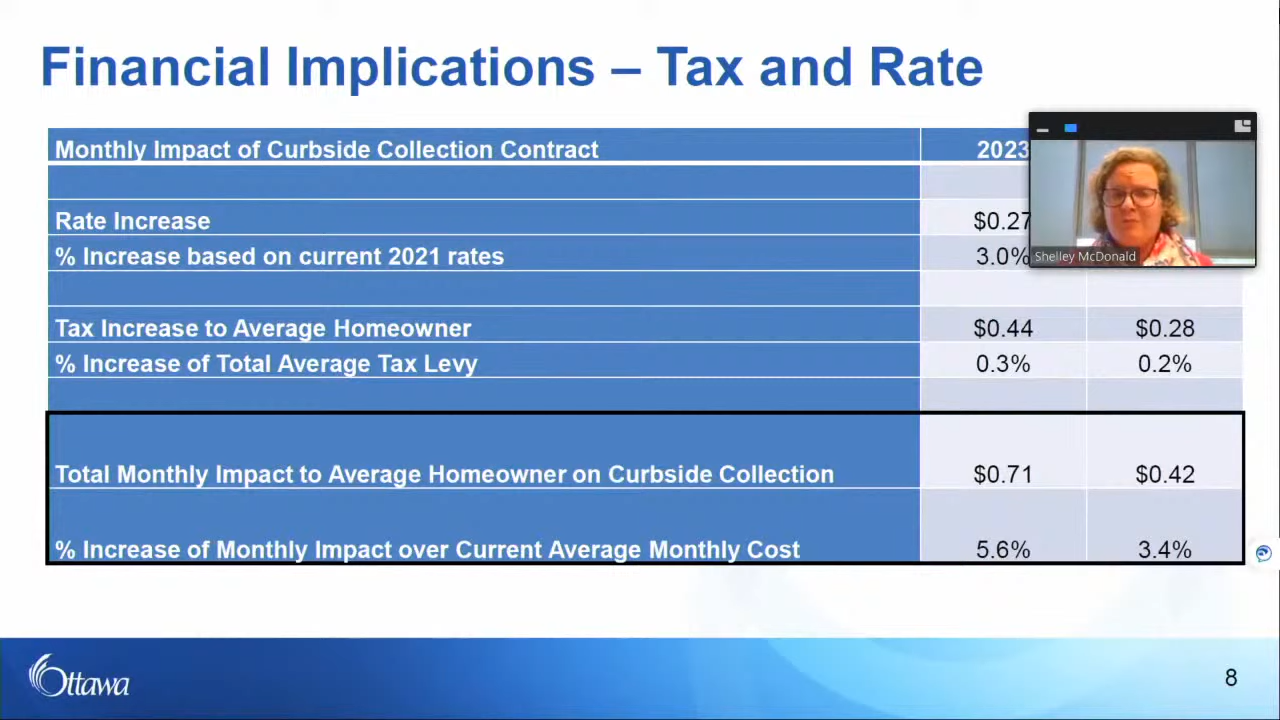 Financial Implications – Tax and Rate
Monthly Impact of Curbside Collection Contract 2023
Rate Increase $0.27
% Increase based on current 2021 rates 3.0%
Shelley McDonald
Tax Increase to Average Homeowner $0.44 $0.28
% Increase of Total Average Tax Levy 0.3% 0.2%
Total Monthly Impact to Average Homeowner on Curbside Collection $0.71 $0.42
% Increase of Monthly Impact over Current Average Monthly Cost 5.6% 3.4%
Ottawa
8